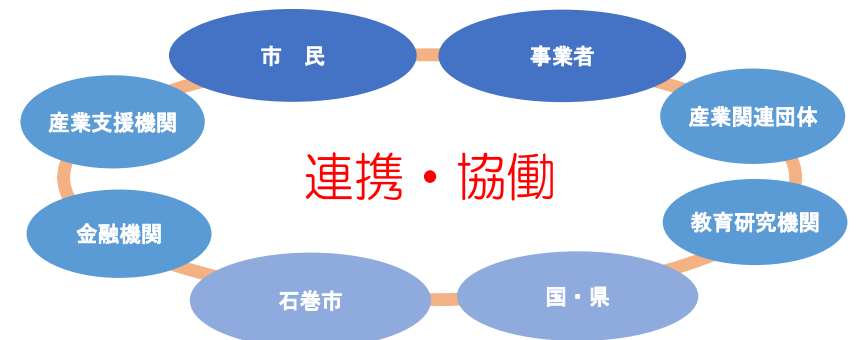 市　民
事業者
産業支援機関
産業関連団体
連携・協働
金融機関
教育研究機関
石巻市
国・県